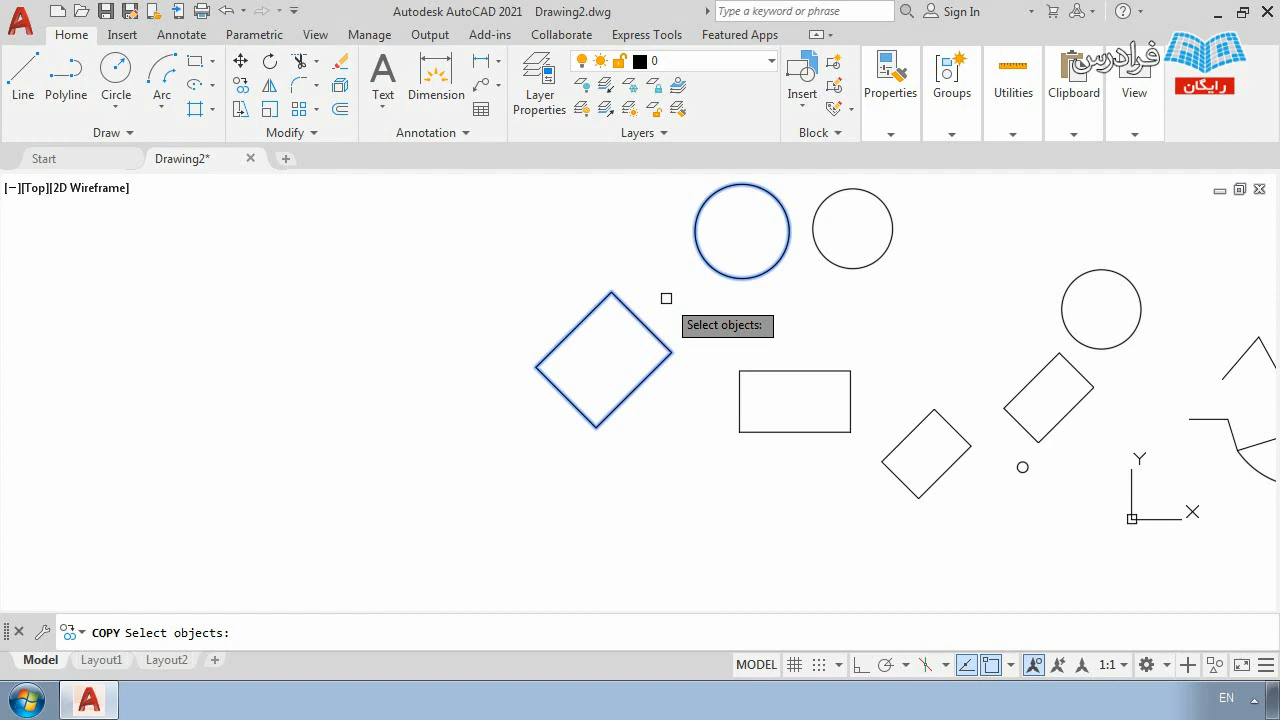 Autodesk AutoCAD 2021 Drawing2.dwg
Type a keyword or phrase
Sign In
Home Insert Annotate Parametric View Manage Output Add-ins Collaborate Express Tools Featured Apps
0
Line Polyline Circle Arc
Text Dimension
Layer
Properties
Insert
Properties Groups Utilities Clipboard View
Draw Modify Annotation Layers Block
فرادرس
رایگان
Start Drawing2*
[−][Top][2D Wireframe]
Select objects:
Y
X
COPY Select objects:
Model Layout1 Layout2
MODEL 1:1
EN